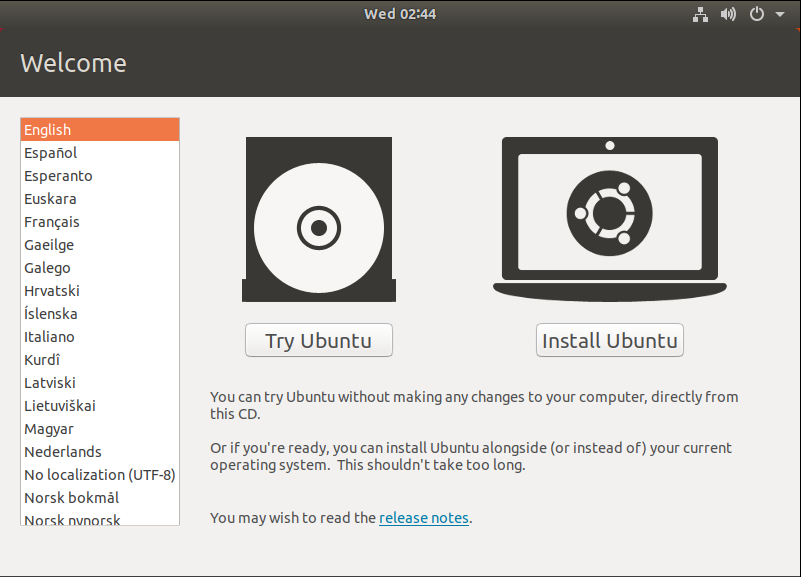 Wed 02:44
Welcome
English
Español
Esperanto
Euskara
Français
Gaeilge
Galego
Hrvatski
Íslenska
Italiano
Kurdî
Latviski
Lietuviškai
Magyar
Nederlands
No localization (UTF-8)
Norsk bokmål
Norsk nynorsk
Try Ubuntu
Install Ubuntu
You can try Ubuntu without making any changes to your computer, directly from
this CD.
Or if you're ready, you can install Ubuntu alongside (or instead of) your current
operating system.  This shouldn't take too long.
You may wish to read the release notes.